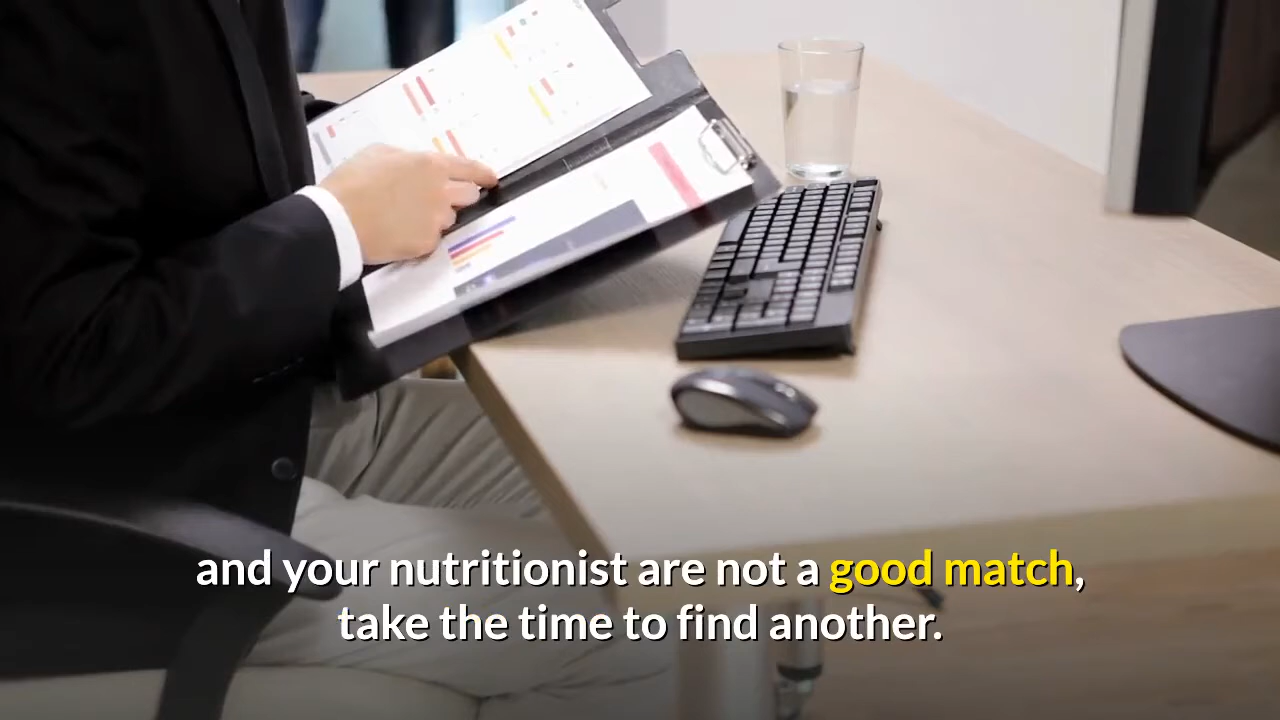 and your nutritionist are not a good match,
take the time to find another.